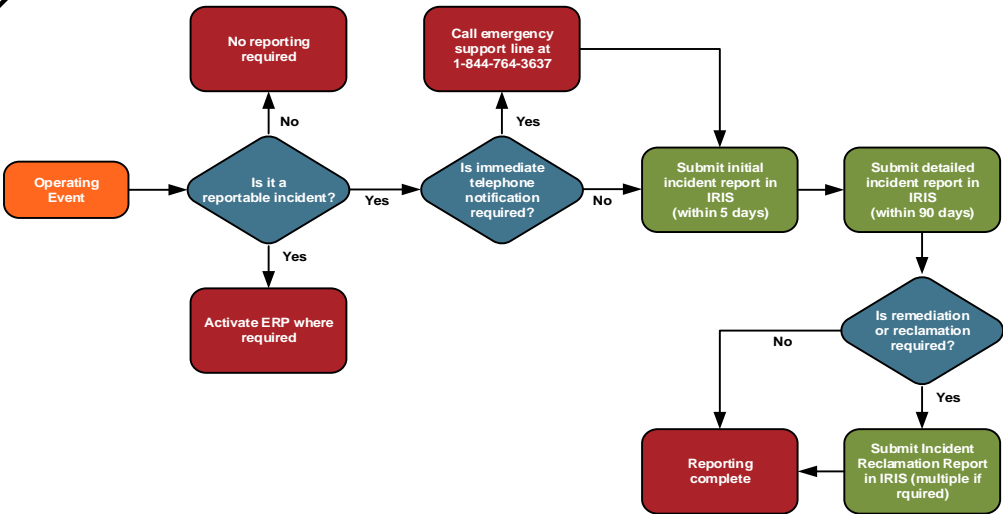 No reporting
required
Call emergency
support line at
1-844-764-3637
No
Yes
Operating
Event
Is it a
reportable incident?
Yes
Is immediate
telephone
notification
required?
No
Submit initial
incident report in
IRIS
(within 5 days)
Submit detailed
incident report in
IRIS
(within 90 days)
Yes
Activate ERP where
required
Is remediation
or reclamation
required?
No
Yes
Reporting
complete
Submit Incident
Reclamation Report
in IRIS (multiple if
rquired)